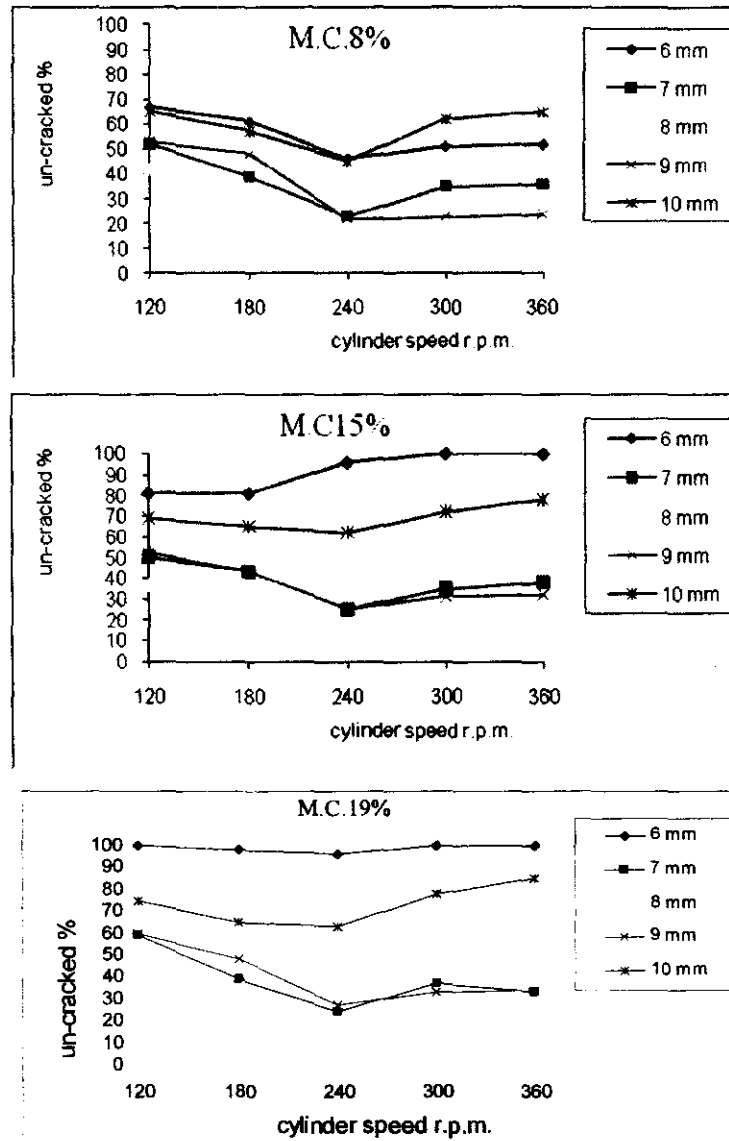 M.C.8%
un-cracked %
100
90
80
70
60
50
40
30
20
10
0
120 180 240 300 360
cylinder speed r.p.m.
6 mm
7 mm
8 mm
9 mm
10 mm
M.C15%
un-cracked %
100
90
80
70
60
50
40
30
20
10
0
120 180 240 300 360
cylinder speed r.p.m.
6 mm
7 mm
8 mm
9 mm
10 mm
M.C.19%
un-cracked %
100
90
80
70
60
50
40
30
20
10
0
120 180 240 300 360
cylinder speed r.p.m.
6 mm
7 mm
8 mm
9 mm
10 mm